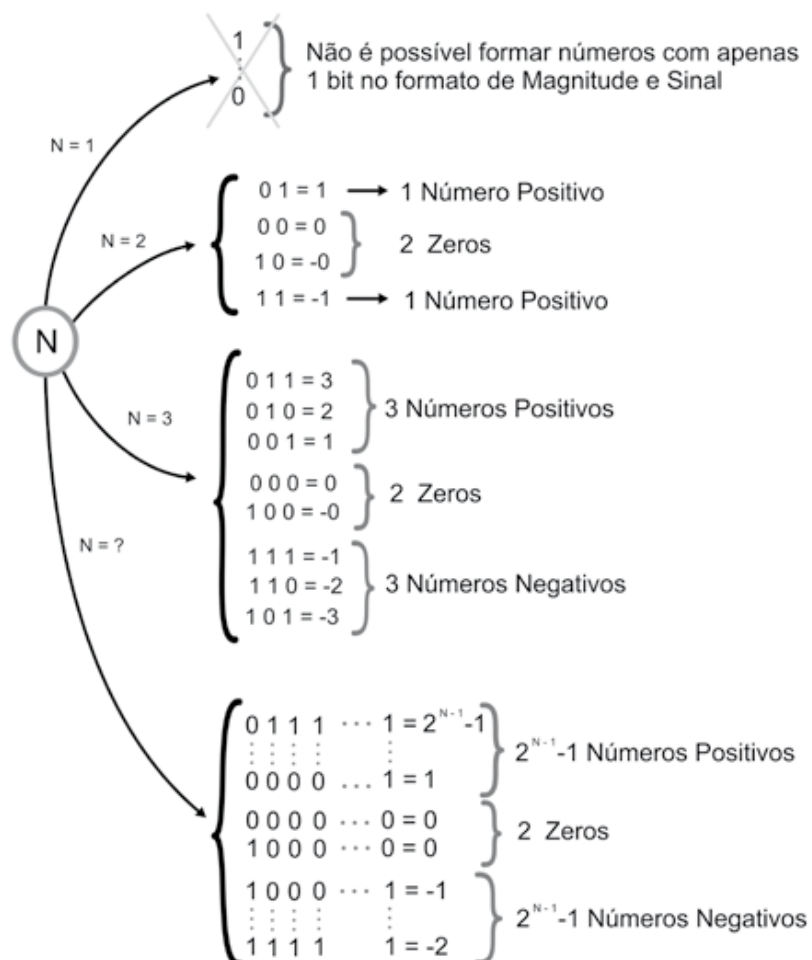 1
0
Não é possível formar números com apenas
1 bit no formato de Magnitude e Sinal
N = 1
N = 2
0 1 = 1
1 Número Positivo
0 0 = 0
1 0 = -0
2 Zeros
1 1 = -1
1 Número Positivo
N
N = 3
0 1 1 = 3
0 1 0 = 2
0 0 1 = 1
3 Números Positivos
0 0 0 = 0
1 0 0 = -0
2 Zeros
N = ?
1 1 1 = -1
1 1 0 = -2
1 0 1 = -3
3 Números Negativos
0 1 1 1 ... 1 = 2^N-1-1
0 0 0 0 ... 1 = 1
2^N-1-1 Números Positivos
0 0 0 0 ... 0 = 0
1 0 0 0 ... 0 = 0
2 Zeros
1 0 0 0 ... 1 = -1
1 1 1 1 1 = -2
2^N-1-1 Números Negativos